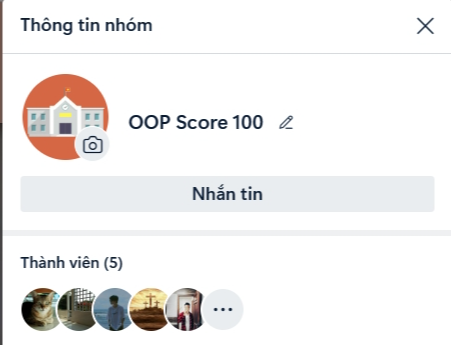 Thông tin nhóm
OOP Score 100
Nhắn tin
Thành viên (5)